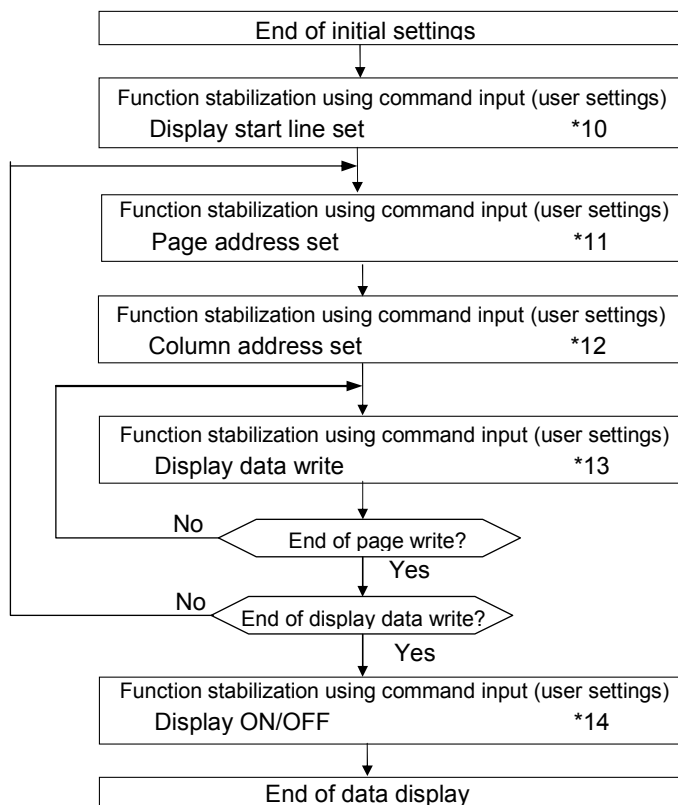 End of initial settings
Function stabilization using command input (user settings)
Display start line set *10
Function stabilization using command input (user settings)
Page address set *11
Function stabilization using command input (user settings)
Column address set *12
Function stabilization using command input (user settings)
Display data write *13
No
End of page write?
Yes
No
End of display data write?
Yes
Function stabilization using command input (user settings)
Display ON/OFF *14
End of data display